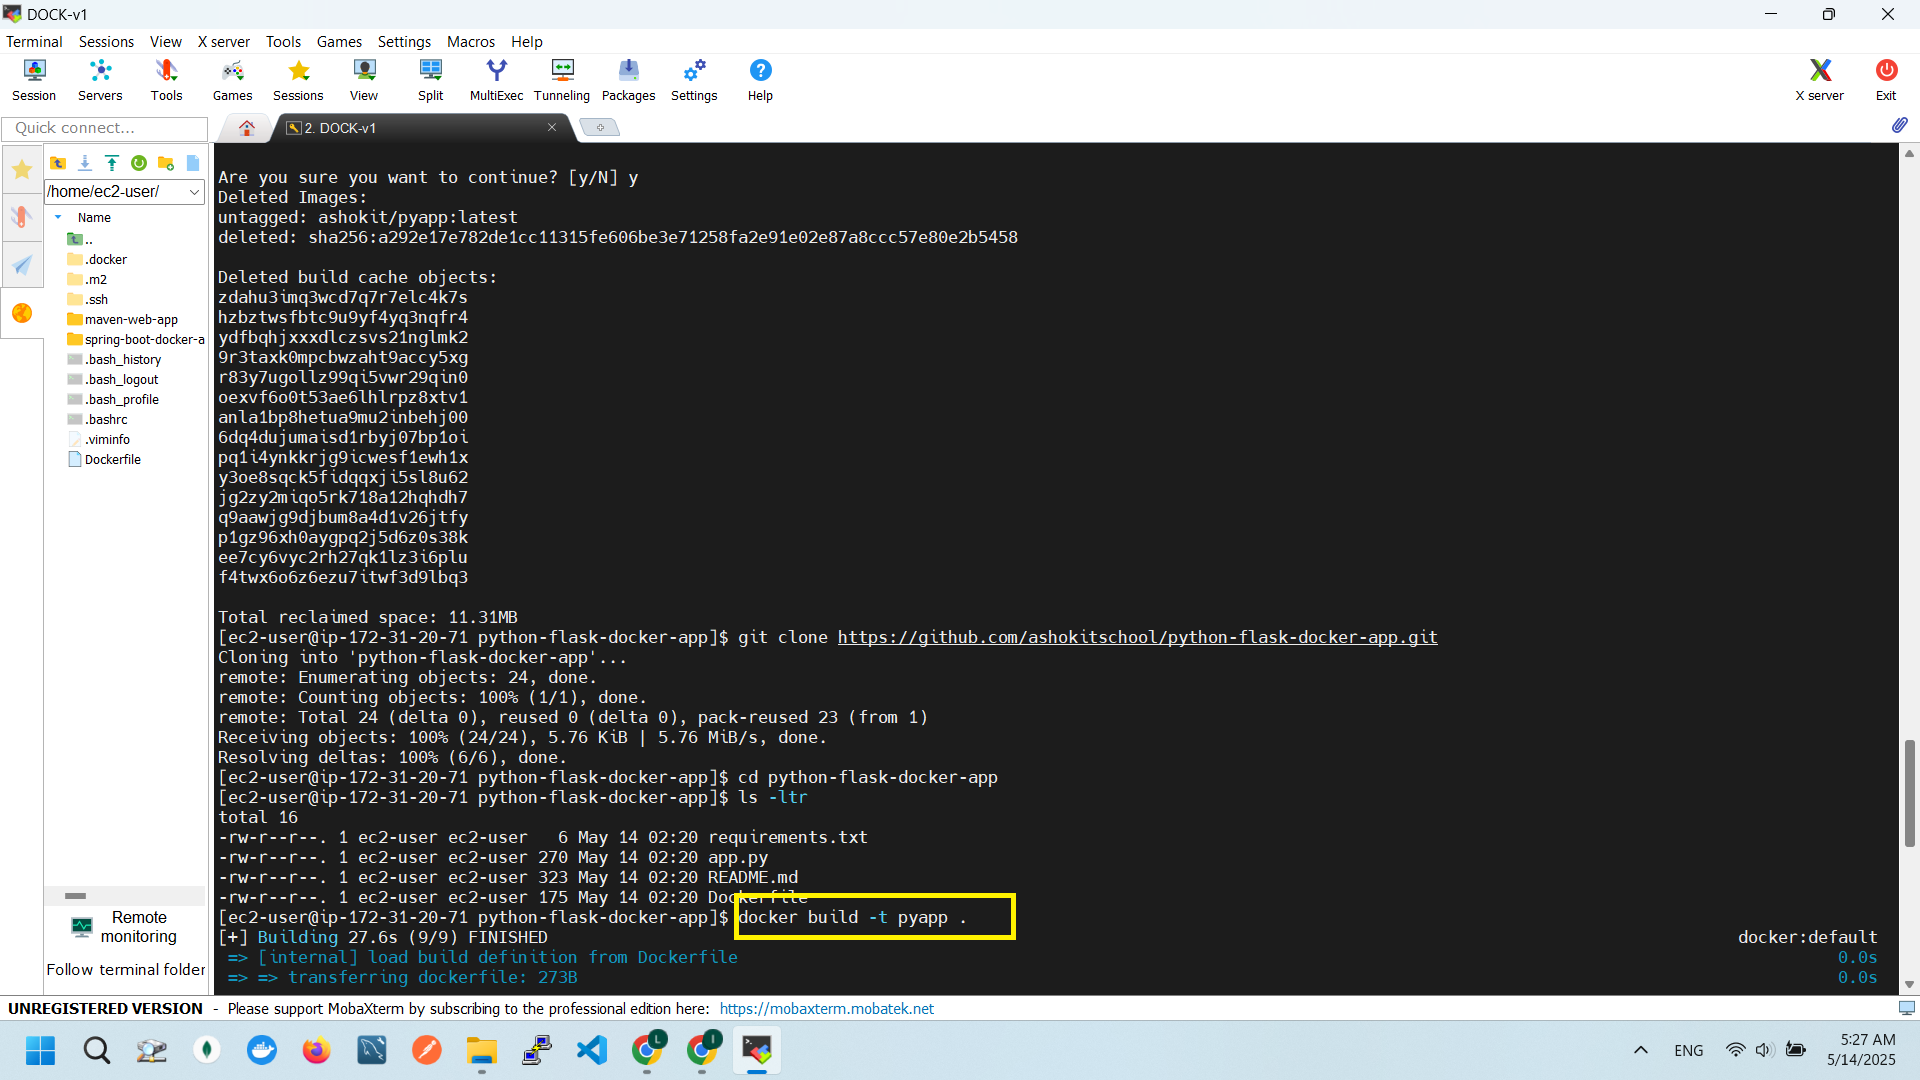 DOCK-v1
Terminal Sessions View X server Tools Games Settings Macros Help
Session Servers Tools Games Sessions View Split MultiExec Tunneling Packages Settings Help X server Exit
Quick connect... 2. DOCK-v1
/home/ec2-user/
Name
..
.docker
.m2
.ssh
maven-web-app
spring-boot-docker-a
.bash_history
.bash_logout
.bash_profile
.bashrc
.viminfo
Dockerfile
Remote
monitoring
Follow terminal folder
Are you sure you want to continue? [y/N] y
Deleted Images:
untagged: ashokit/pyapp:latest
deleted: sha256:a292e17e782de1cc11315fe606be3e71258fa2e91e02e87a8ccc57e80e2b5458
Deleted build cache objects:
zdahu3imq3wcd7q7r7elc4k7s
hzbztwsfbtc9u9yf4yq3nqfr4
ydfbqhjxxxdlczsvs21nglmk2
9r3taxk0mpcbwzaht9accy5xg
r83y7ugollz99qi5vwr29qin0
oexvf6o0t53ae6lhlrpz8xtv1
anla1bp8hetua9mu2inbehj00
6dq4dujumaisd1rbyj07bp1oi
pq1i4ynkkrjg9icwesf1ewh1x
y3oe8sqck5fidqqxji5sl8u62
jg2zy2miqo5rk718a12hqhdh7
q9aawjg9djbum8a4d1v26jtfy
p1gz96xh0aygpq2j5d6z0s38k
ee7cy6vyc2rh27qk1lz3i6plu
f4twx6o6z6ezu7itwf3d9lbq3
Total reclaimed space: 11.31MB
[ec2-user@ip-172-31-20-71 python-flask-docker-app]$ git clone https://github.com/ashokitschool/python-flask-docker-app.git
Cloning into 'python-flask-docker-app'...
remote: Enumerating objects: 24, done.
remote: Counting objects: 100% (1/1), done.
remote: Total 24 (delta 0), reused 0 (delta 0), pack-reused 23 (from 1)
Receiving objects: 100% (24/24), 5.76 KiB | 5.76 MiB/s, done.
Resolving deltas: 100% (6/6), done.
[ec2-user@ip-172-31-20-71 python-flask-docker-app]$ cd python-flask-docker-app
[ec2-user@ip-172-31-20-71 python-flask-docker-app]$ ls -ltr
total 16
-rw-r--r--. 1 ec2-user ec2-user   6 May 14 02:20 requirements.txt
-rw-r--r--. 1 ec2-user ec2-user 270 May 14 02:20 app.py
-rw-r--r--. 1 ec2-user ec2-user 323 May 14 02:20 README.md
-rw-r--r--. 1 ec2-user ec2-user 175 May 14 02:20 Dockerfile
[ec2-user@ip-172-31-20-71 python-flask-docker-app]$ docker build -t pyapp .
[+] Building 27.6s (9/9) FINISHED docker:default
=> [internal] load build definition from Dockerfile 0.0s
=> => transferring dockerfile: 273B 0.0s
UNREGISTERED VERSION - Please support MobaXterm by subscribing to the professional edition here: https://mobaxterm.mobatek.net
L I ENG 5:27 AM
5/14/2025